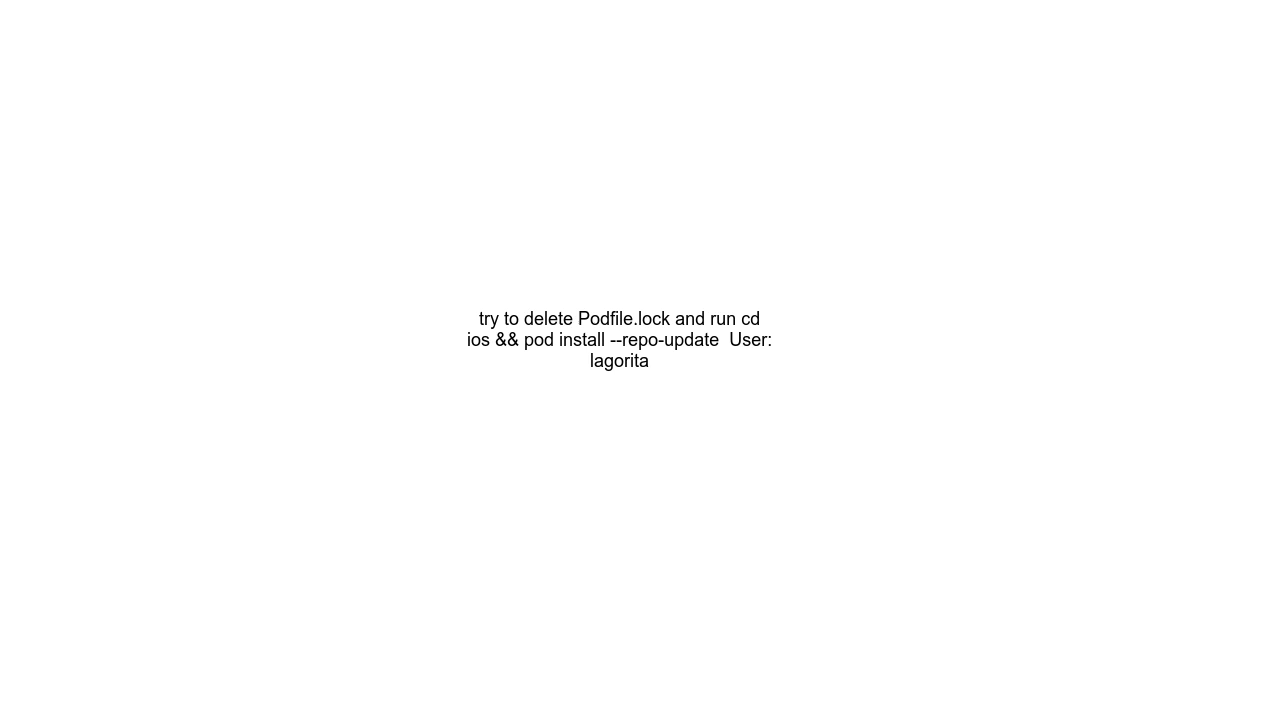 try to delete Podfile.lock and run cd
ios && pod install --repo-update  User:
lagorita